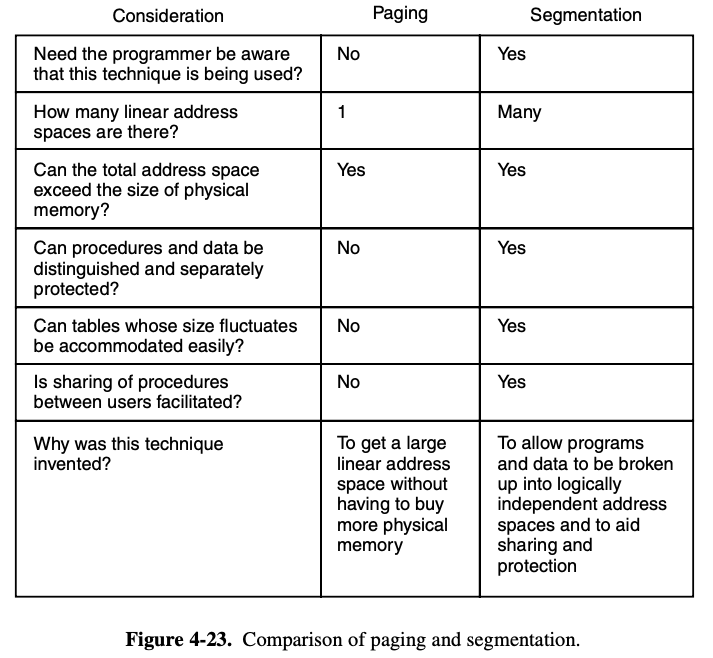 Consideration Paging Segmentation
Need the programmer be aware No Yes
that this technique is being used?
How many linear address 1 Many
spaces are there?
Can the total address space Yes Yes
exceed the size of physical
memory?
Can procedures and data be No Yes
distinguished and separately
protected?
Can tables whose size fluctuates No Yes
be accommodated easily?
Is sharing of procedures No Yes
between users facilitated?
Why was this technique To get a large To allow programs
invented? linear address and data to be broken
space without up into logically
having to buy independent address
more physical spaces and to aid
memory sharing and
protection
Figure 4-23. Comparison of paging and segmentation.